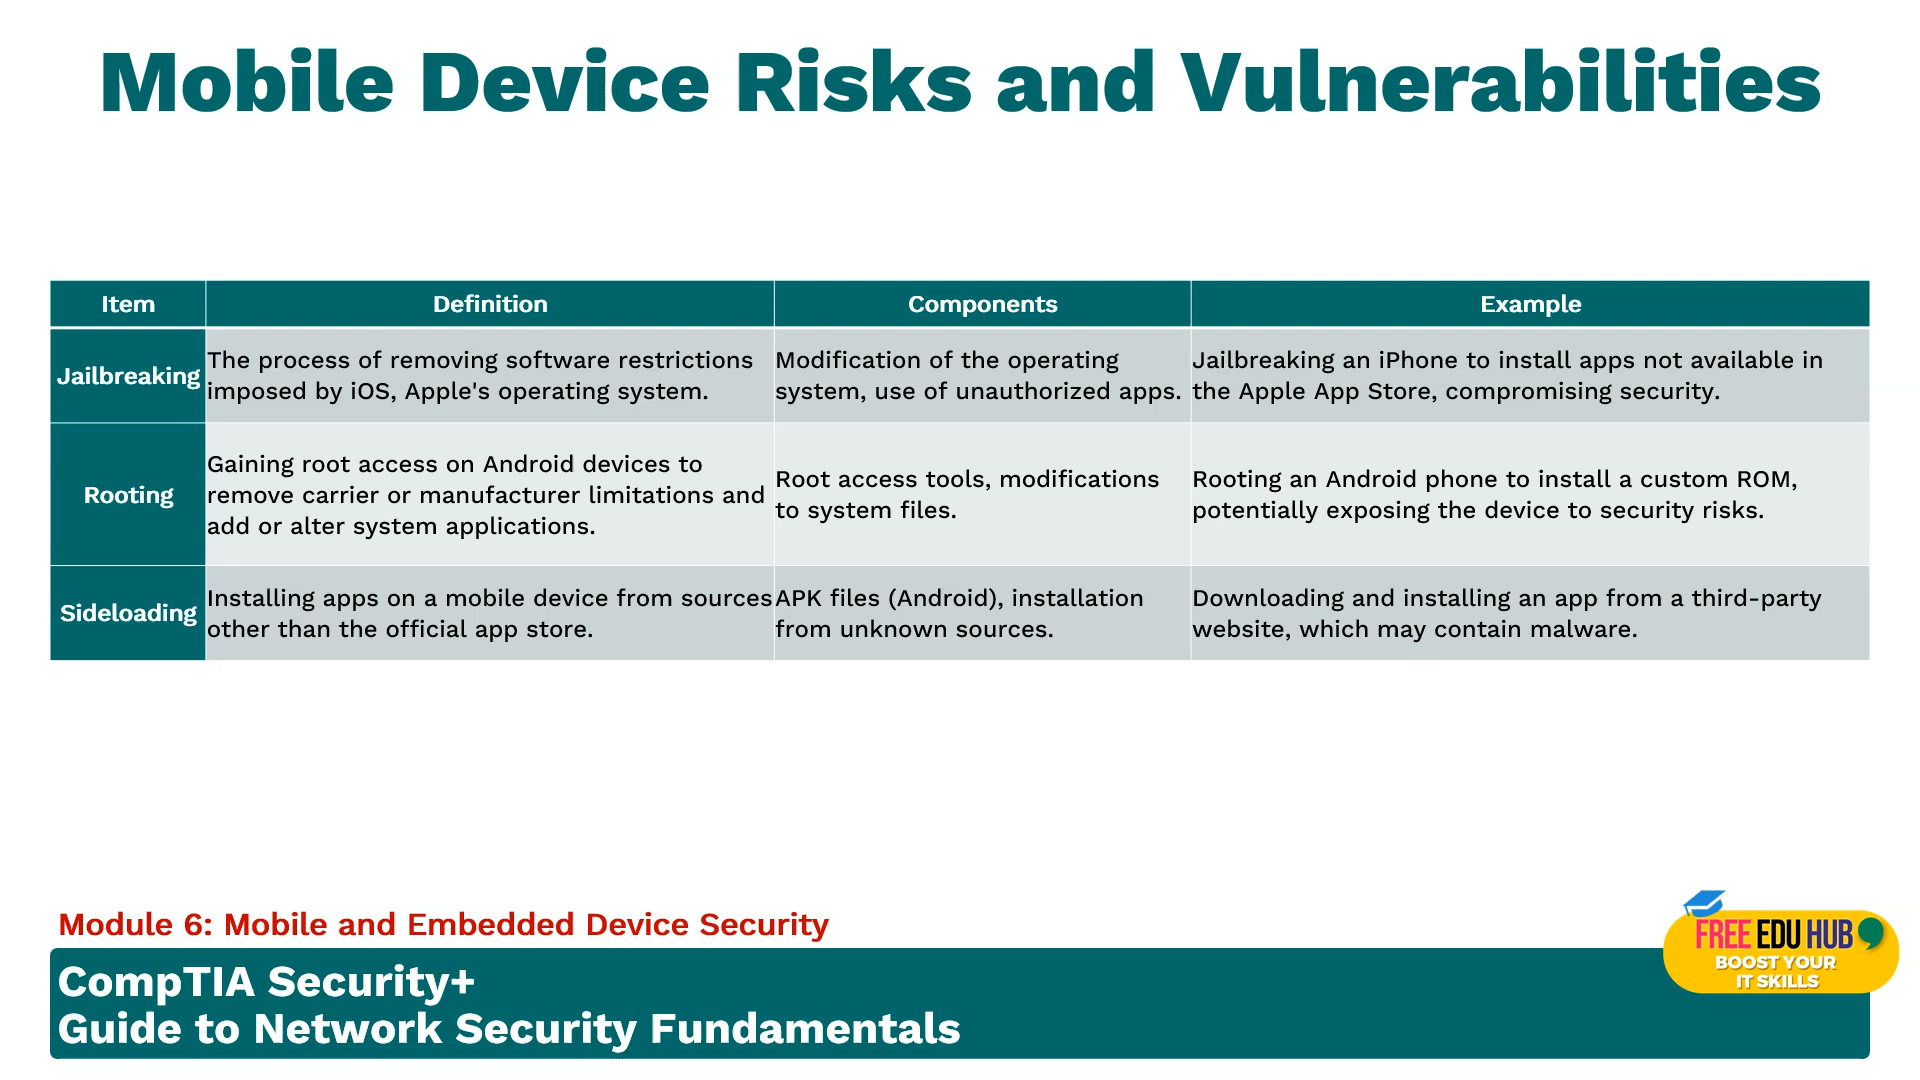 Mobile Device Risks and Vulnerabilities
Item
Definition
Components
Example
Jailbreaking
The process of removing software restrictions
imposed by iOS, Apple's operating system.
Modification of the operating
system, use of unauthorized apps.
Jailbreaking an iPhone to install apps not available in
the Apple App Store, compromising security.
Rooting
Gaining root access on Android devices to
remove carrier or manufacturer limitations and
add or alter system applications.
Root access tools, modifications
to system files.
Rooting an Android phone to install a custom ROM,
potentially exposing the device to security risks.
Sideloading
Installing apps on a mobile device from sources
other than the official app store.
APK files (Android), installation
from unknown sources.
Downloading and installing an app from a third-party
website, which may contain malware.
Module 6: Mobile and Embedded Device Security
CompTIA Security+
Guide to Network Security Fundamentals
FREE EDU HUB
BOOST YOUR
IT SKILLS